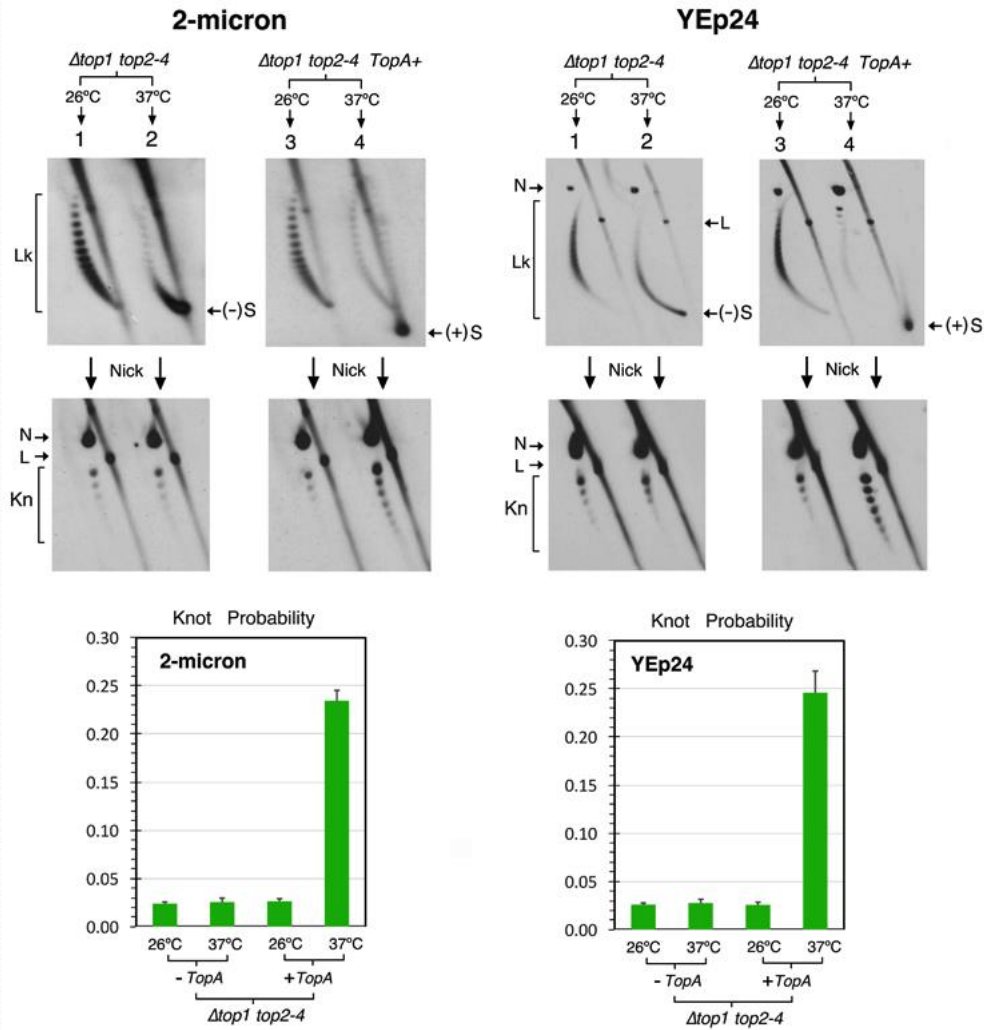 2-micron
YEp24
Δtop1 top2-4
Δtop1 top2-4 TopA+
Δtop1 top2-4
Δtop1 top2-4 TopA+
26ºC 37ºC
26ºC 37ºC
26ºC 37ºC
26ºC 37ºC
1 2
3 4
1 2
3 4
Lk
←(-)S
←(+)S
N→
Lk
←L
←(-)S
←(+)S
Nick
Nick
Nick
Nick
N→
L→
Kn
N→
L→
Kn
Knot Probability
2-micron
0.30
0.25
0.20
0.15
0.10
0.05
0.00
26ºC 37ºC 26ºC 37ºC
- TopA +TopA
Δtop1 top2-4
Knot Probability
YEp24
0.30
0.25
0.20
0.15
0.10
0.05
0.00
26ºC 37ºC 26ºC 37ºC
- TopA +TopA
Δtop1 top2-4